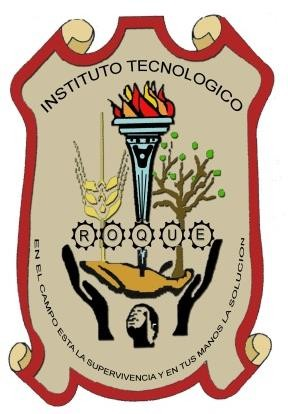 INSTITUTO TECNOLOGICO
ROQUE
EN EL CAMPO ESTA LA SUPERVIVENCIA Y EN TUS MANOS LA SOLUCION